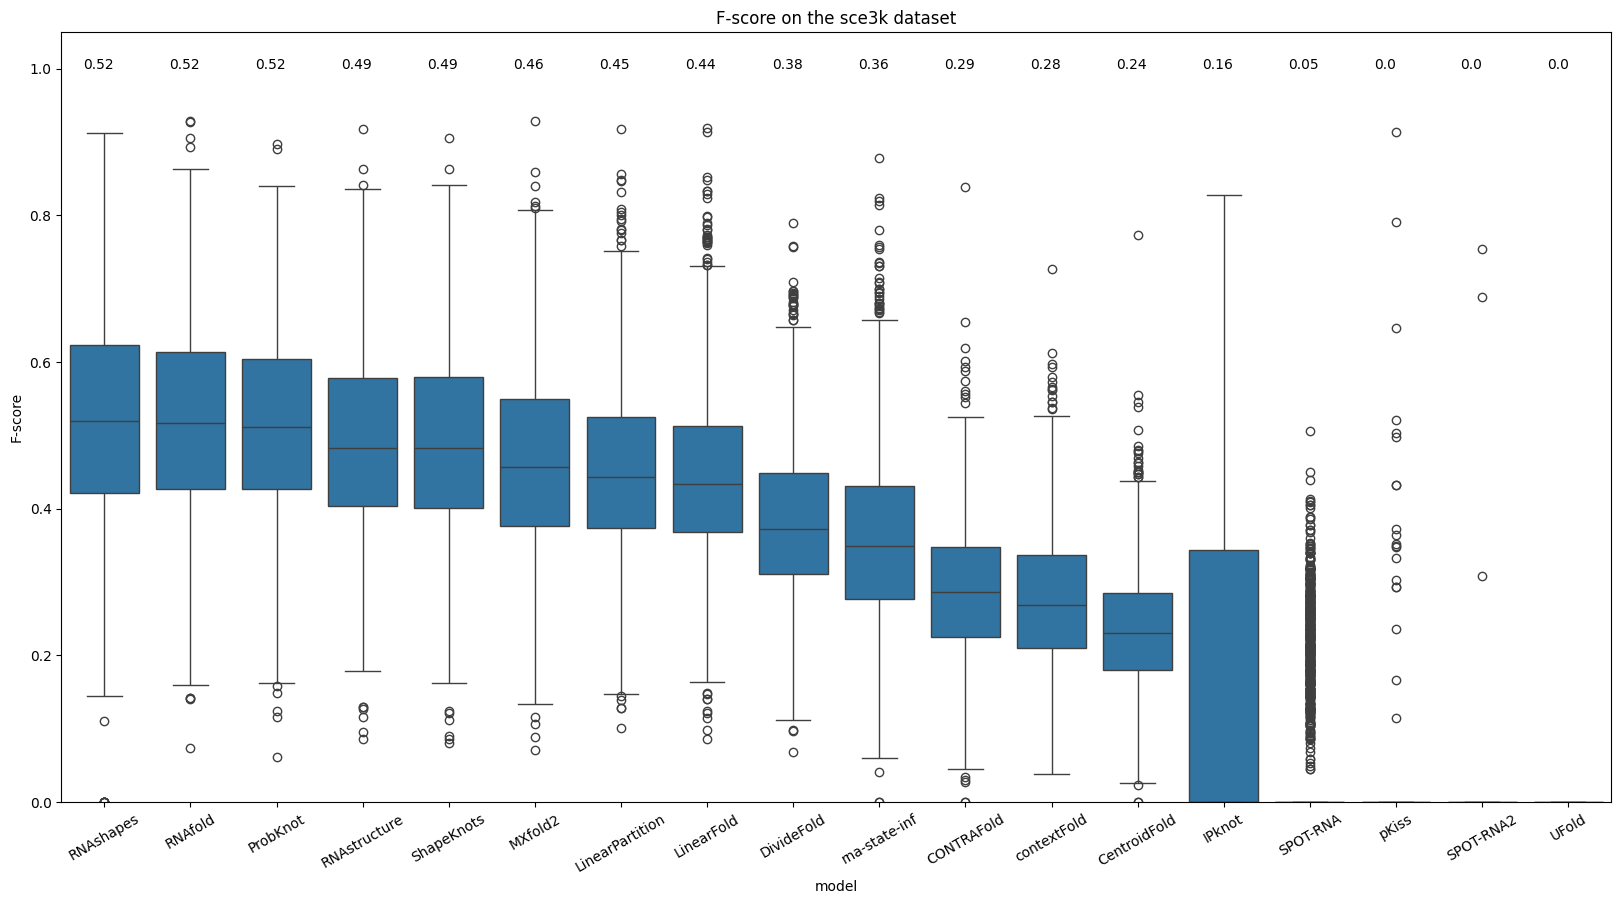 F-score on the sce3k dataset
0.52 0.52 0.52 0.49 0.49 0.46 0.45 0.44 0.38 0.36 0.29 0.28 0.24 0.16 0.05 0.0 0.0 0.0
1.0
0.8
0.6
0.4
0.2
0.0
F-score
RNAshapes RNAfold ProbKnot RNAstructure ShapeKnots MXfold2 LinearPartition LinearFold DivideFold rna-state-inf CONTRAFold contextFold CentroidFold IPknot SPOT-RNA pKiss SPOT-RNA2 UFold
model